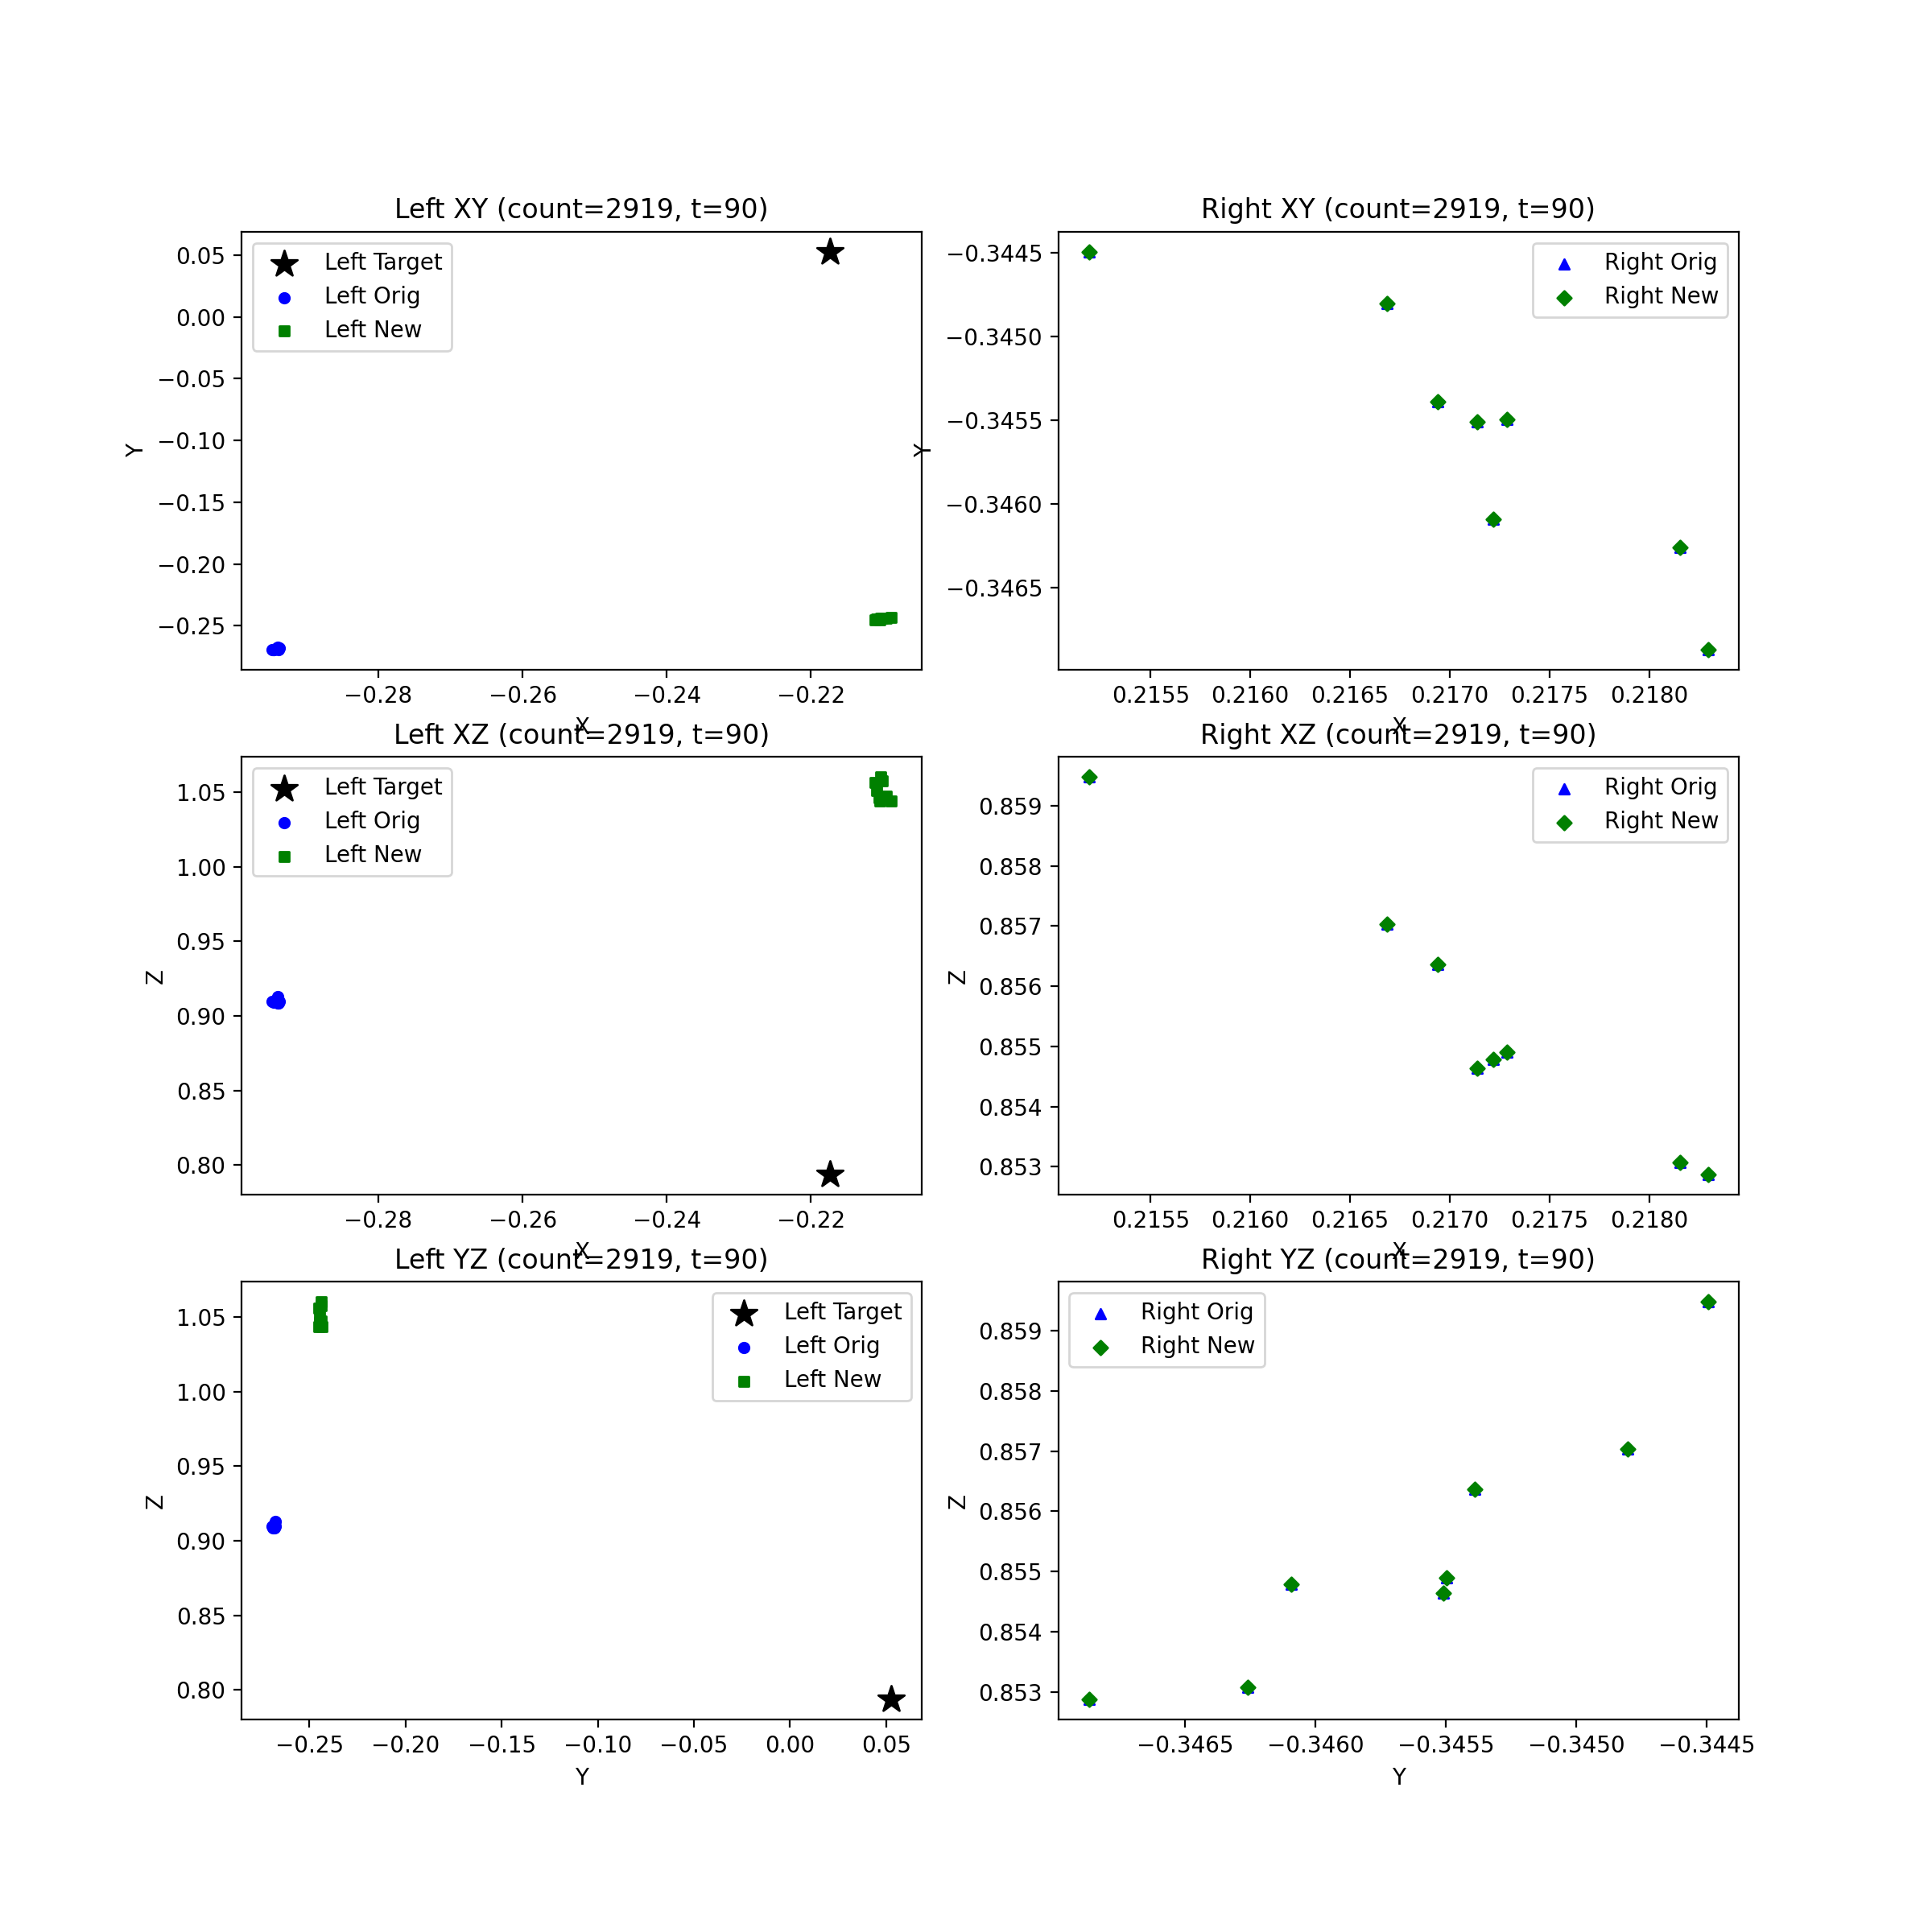 Left XY (count=2919, t=90)
Left Target
Left Orig
Left New
0.05
0.00
−0.05
−0.10
−0.15
−0.20
−0.25
Y
−0.28
−0.26
−0.24
−0.22
X
Right XY (count=2919, t=90)
Right Orig
Right New
−0.3445
−0.3450
−0.3455
−0.3460
−0.3465
Y
0.2155
0.2160
0.2165
0.2170
0.2175
0.2180
X
Left XZ (count=2919, t=90)
Left Target
Left Orig
Left New
1.05
1.00
0.95
0.90
0.85
0.80
Z
−0.28
−0.26
−0.24
−0.22
X
Right XZ (count=2919, t=90)
Right Orig
Right New
0.859
0.858
0.857
0.856
0.855
0.854
0.853
Z
0.2155
0.2160
0.2165
0.2170
0.2175
0.2180
X
Left YZ (count=2919, t=90)
Left Target
Left Orig
Left New
1.05
1.00
0.95
0.90
0.85
0.80
Z
−0.25
−0.20
−0.15
−0.10
−0.05
0.00
0.05
Y
Right YZ (count=2919, t=90)
Right Orig
Right New
0.859
0.858
0.857
0.856
0.855
0.854
0.853
Z
−0.3465
−0.3460
−0.3455
−0.3450
−0.3445
Y